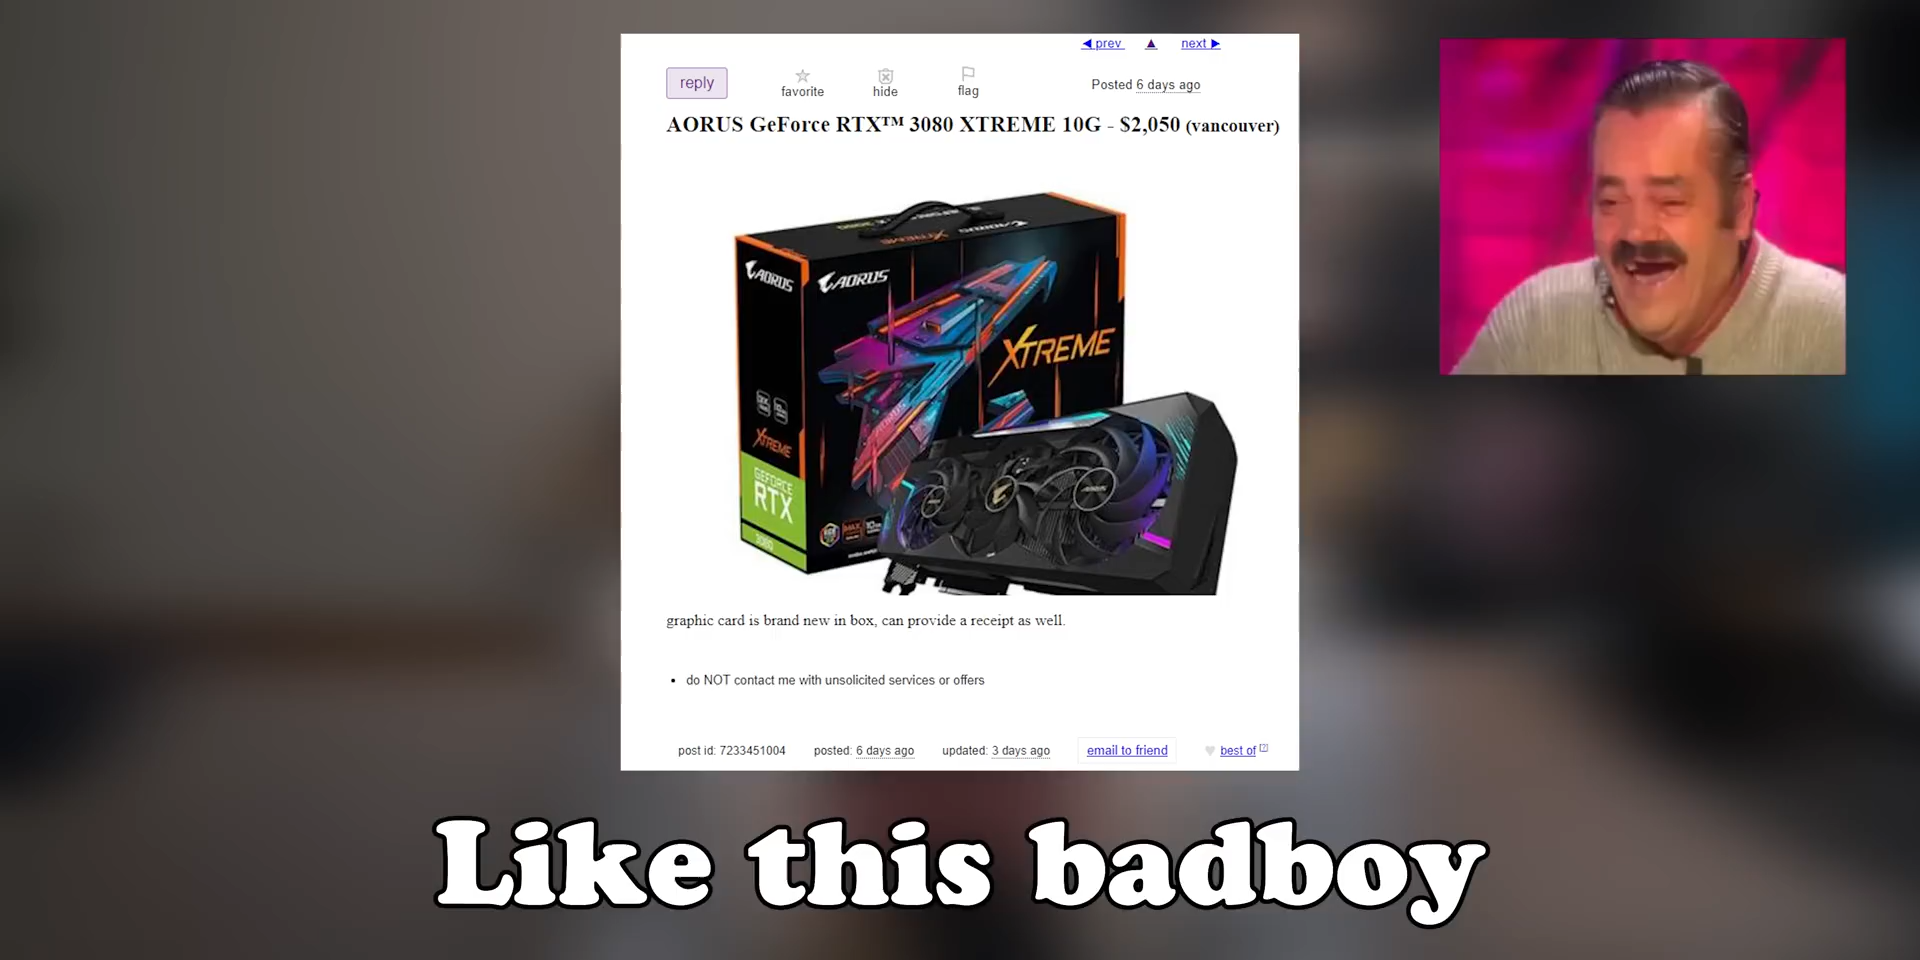 ◀ prev ▲ next ▶
reply
favorite
hide
flag
Posted 6 days ago
AORUS GeForce RTX™ 3080 XTREME 10G - $2,050 (vancouver)
XTREME
AORUS
AORUS
XTREME
XTREME
GEFORCE
RTX
3080
graphic card is brand new in box, can provide a receipt as well.
• do NOT contact me with unsolicited services or offers
post id: 7233451004 posted: 6 days ago updated: 3 days ago email to friend ♥ best of [?]
Like this badboy